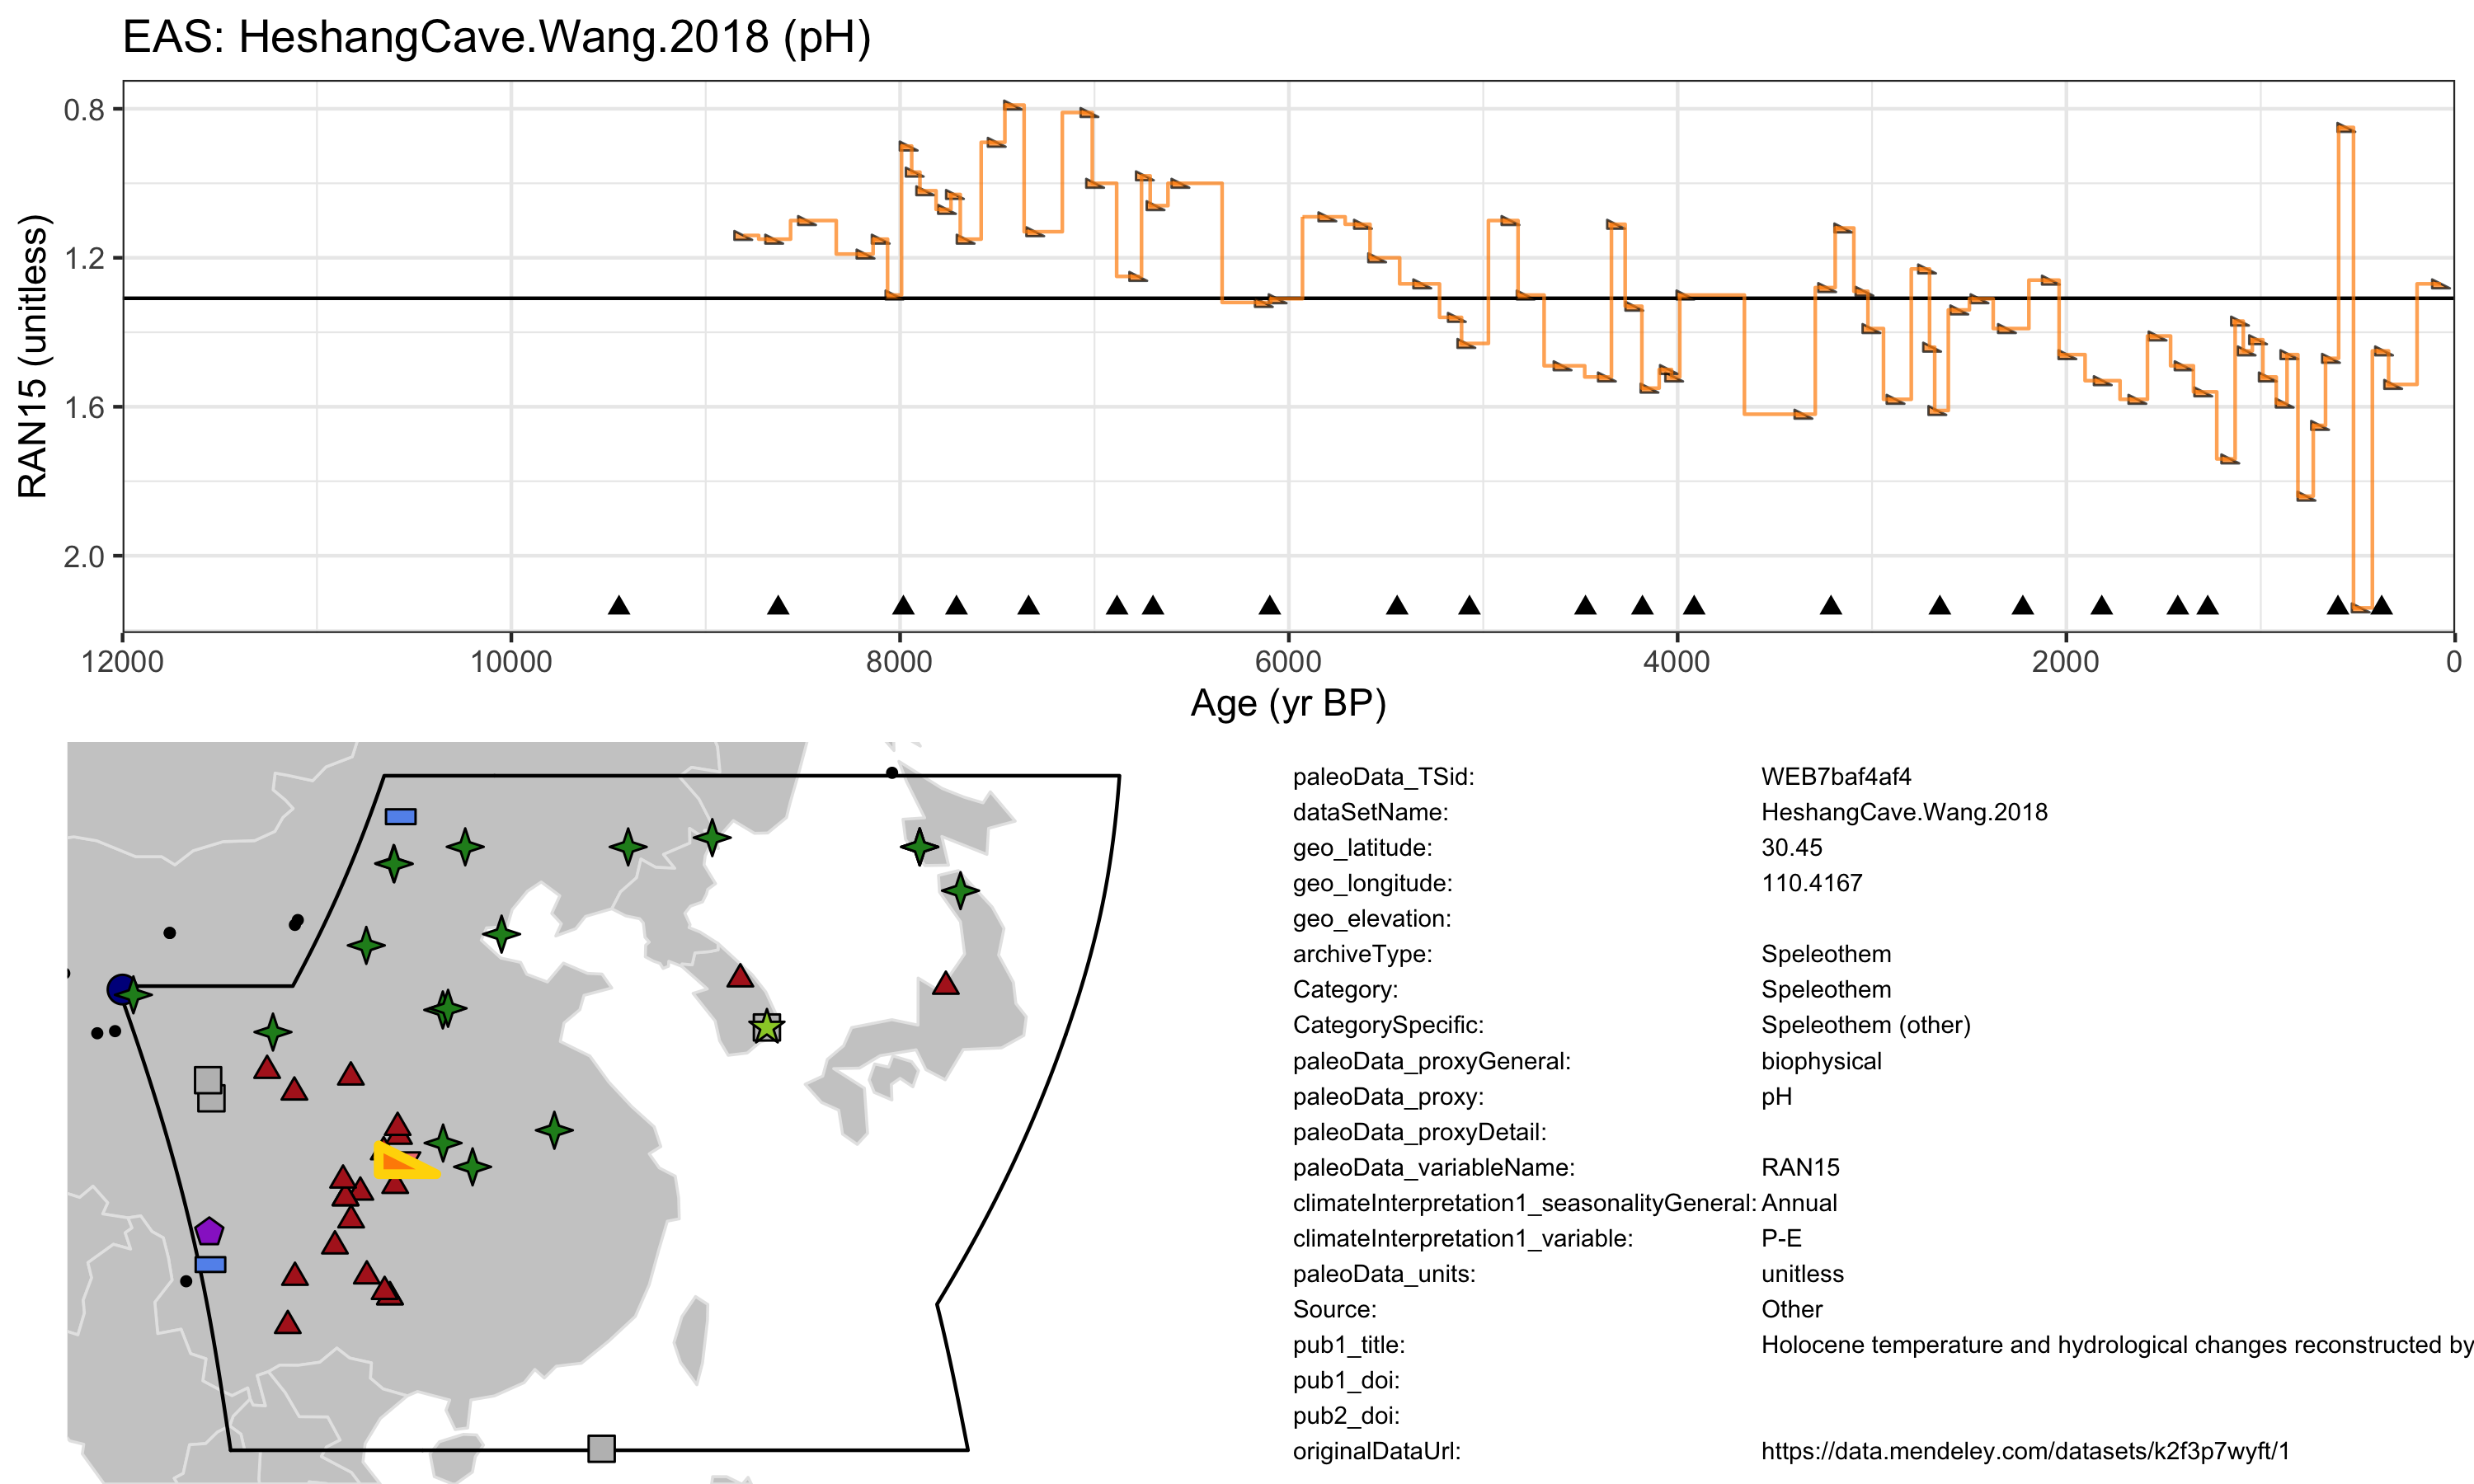 EAS: HeshangCave.Wang.2018 (pH)
RAN15 (unitless)
0.8
1.2
1.6
2.0
12000 10000 8000 6000 4000 2000 0
Age (yr BP)
paleoData_TSid: WEB7baf4af4
dataSetName: HeshangCave.Wang.2018
geo_latitude: 30.45
geo_longitude: 110.4167
geo_elevation:
archiveType: Speleothem
Category: Speleothem
CategorySpecific: Speleothem (other)
paleoData_proxyGeneral: biophysical
paleoData_proxy: pH
paleoData_proxyDetail:
paleoData_variableName: RAN15
climateInterpretation1_seasonalityGeneral: Annual
climateInterpretation1_variable: P-E
paleoData_units: unitless
Source: Other
pub1_title: Holocene temperature and hydrological changes reconstructed by
pub1_doi:
pub2_doi:
originalDataUrl: https://data.mendeley.com/datasets/k2f3p7wyft/1